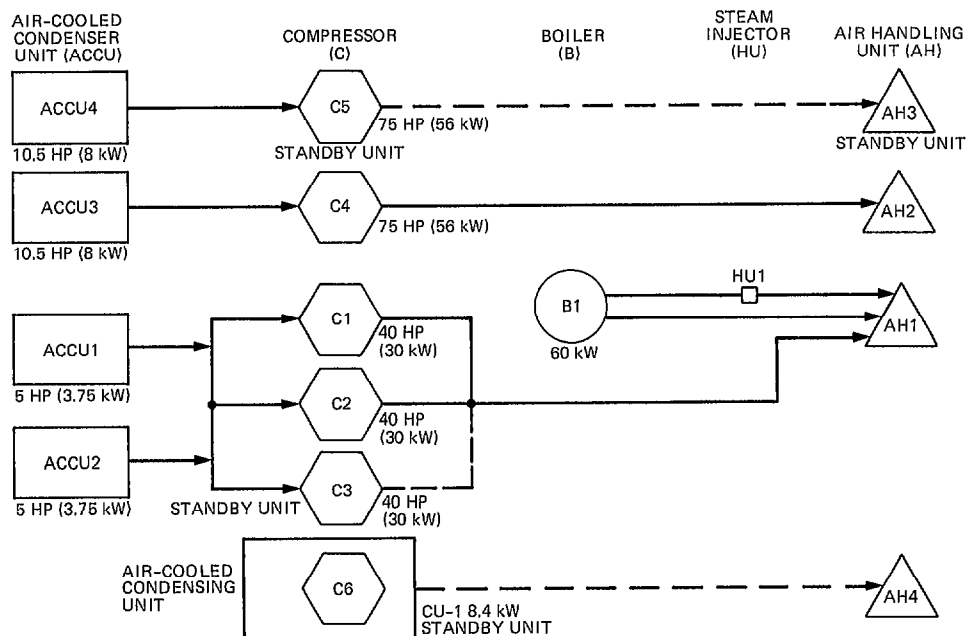 AIR-COOLED
CONDENSER
UNIT (ACCU)
COMPRESSOR
(C)
BOILER
(B)
STEAM
INJECTOR
(HU)
AIR HANDLING
UNIT (AH)
ACCU4
10.5 HP (8 kW)
C5
75 HP (56 kW)
STANDBY UNIT
AH3
STANDBY UNIT
ACCU3
10.5 HP (8 kW)
C4
75 HP (56 kW)
AH2
ACCU1
5 HP (3.75 kW)
C1
40 HP
(30 kW)
B1
60 kW
HU1
AH1
C2
40 HP
(30 kW)
ACCU2
5 HP (3.75 kW)
C3
40 HP
(30 kW)
STANDBY UNIT
AIR-COOLED
CONDENSING
UNIT
C6
CU-1 8.4 kW
STANDBY UNIT
AH4